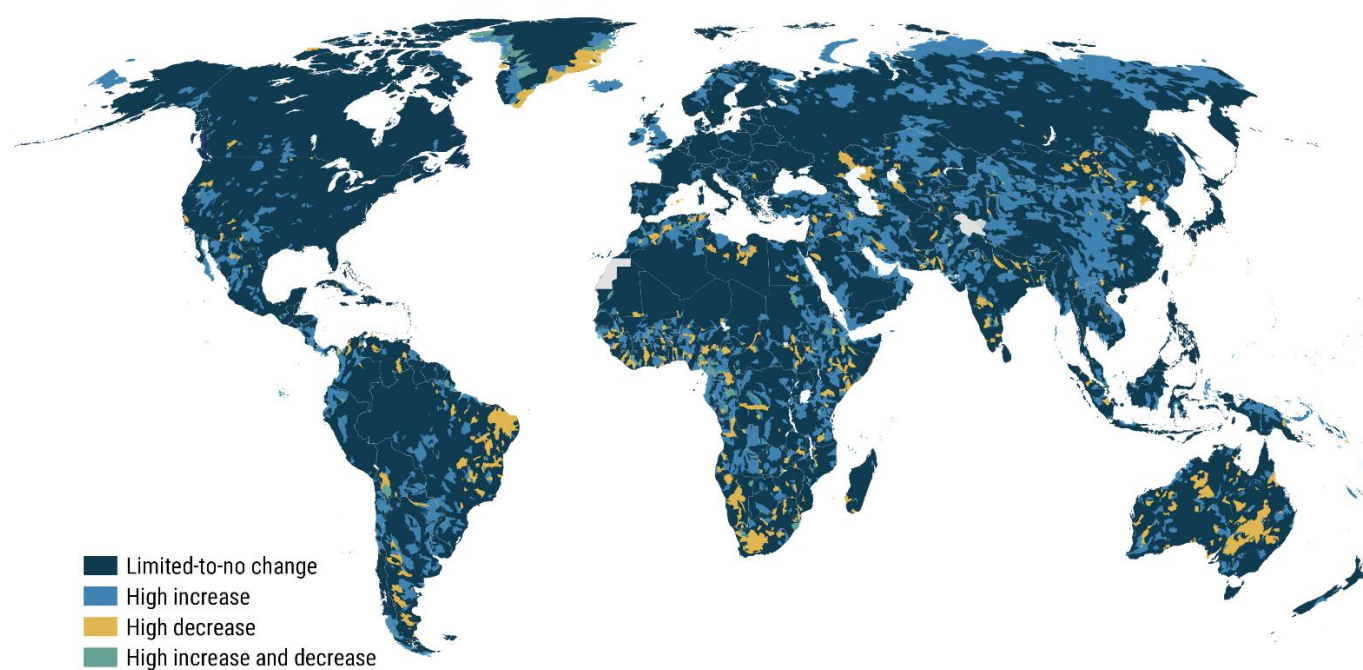 Limited-to-no change
High increase
High decrease
High increase and decrease